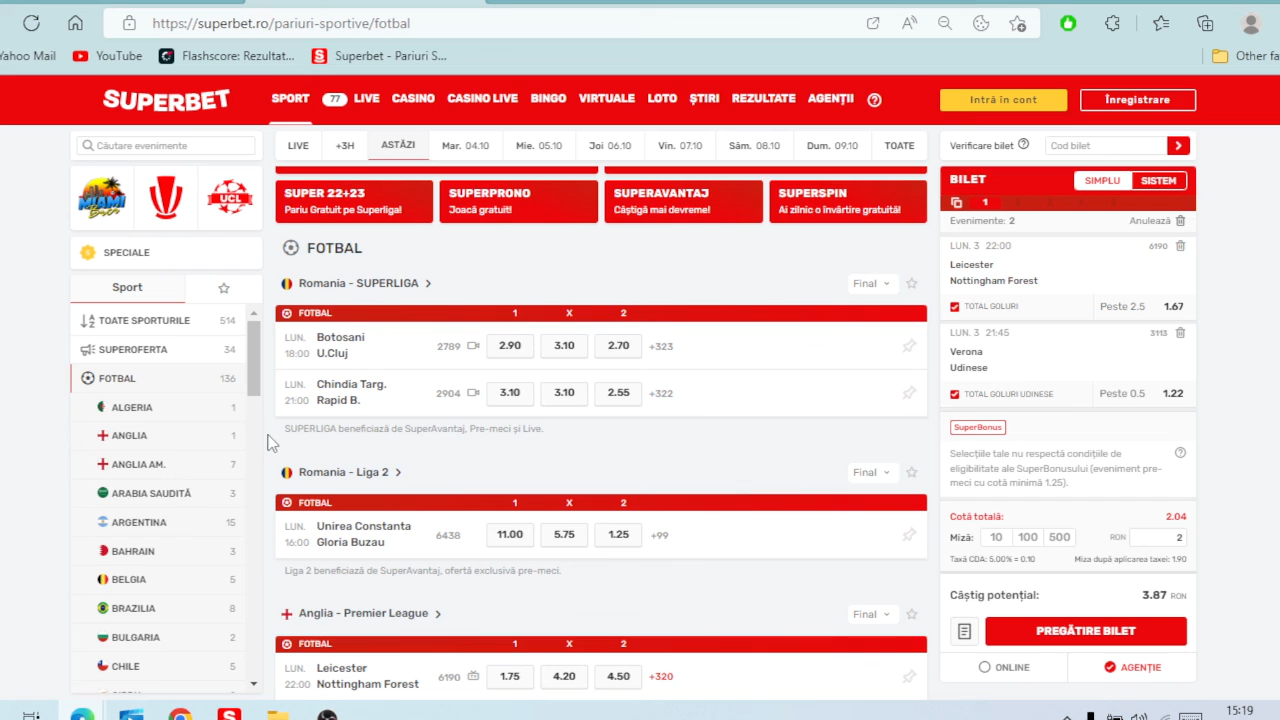 https://superbet.ro/pariuri-sportive/fotbal
Yahoo Mail
YouTube
Flashscore: Rezultat...
Superbet - Pariuri S...
Other fa
SUPERBET
SPORT
77 LIVE
CASINO
CASINO LIVE
BINGO
VIRTUALE
LOTO
ȘTIRI
REZULTATE
AGENȚII
Intră in cont
Înregistrare
Căutare evenimente
LIVE
+3H
ASTĂZI
Mar. 04.10
Mie. 05.10
Joi 06.10
Vin. 07.10
Sâm. 08.10
Dum. 09.10
TOATE
Verificare bilet
Cod bilet
MIAMI
UCL
SPECIALE
Sport
TOATE SPORTURILE 514
SUPEROFERTA 34
FOTBAL 136
ALGERIA 1
ANGLIA 1
ANGLIA AM. 7
ARABIA SAUDITĂ 3
ARGENTINA 15
BAHRAIN 3
BELGIA 5
BRAZILIA 8
BULGARIA 2
CHILE 5
SUPER 22+23
Pariu Gratuit pe Superliga!
SUPERPRONO
Joacă gratuit!
SUPERAVANTAJ
Câștigă mai devreme!
SUPERSPIN
Ai zilnic o învârtire gratuită!
FOTBAL
Romania - SUPERLIGA
Final
FOTBAL 1 X 2
LUN. 18:00
Botosani
U.Cluj
2789 2.90 3.10 2.70 +323
LUN. 21:00
Chindia Targ.
Rapid B.
2904 3.10 3.10 2.55 +322
SUPERLIGA beneficiază de SuperAvantaj, Pre-meci și Live.
Romania - Liga 2
Final
FOTBAL 1 X 2
LUN. 16:00
Unirea Constanta
Gloria Buzau
6438 11.00 5.75 1.25 +99
Liga 2 beneficiază de SuperAvantaj, ofertă exclusivă pre-meci.
Anglia - Premier League
Final
FOTBAL 1 X 2
LUN. 22:00
Leicester
Nottingham Forest
6190 1.75 4.20 4.50 +320
BILET
SIMPLU SISTEM
1
Evenimente: 2 Anulează
LUN. 3 22:00 6190
Leicester
Nottingham Forest
TOTAL GOLURI Peste 2.5 1.67
LUN. 3 21:45 3113
Verona
Udinese
TOTAL GOLURI UDINESE Peste 0.5 1.22
SuperBonus
Selecțiile tale nu respectă condițiile de
eligibilitate ale SuperBonusului (eveniment pre-
meci cu cotă minimă 1.25).
Cotă totală: 2.04
Miză: 10 100 500 RON 2
Taxă CDA: 5.00% = 0.10 Miza după aplicarea taxei: 1.90
Câștig potențial: 3.87 RON
PREGĂTIRE BILET
ONLINE
AGENȚIE
15:19